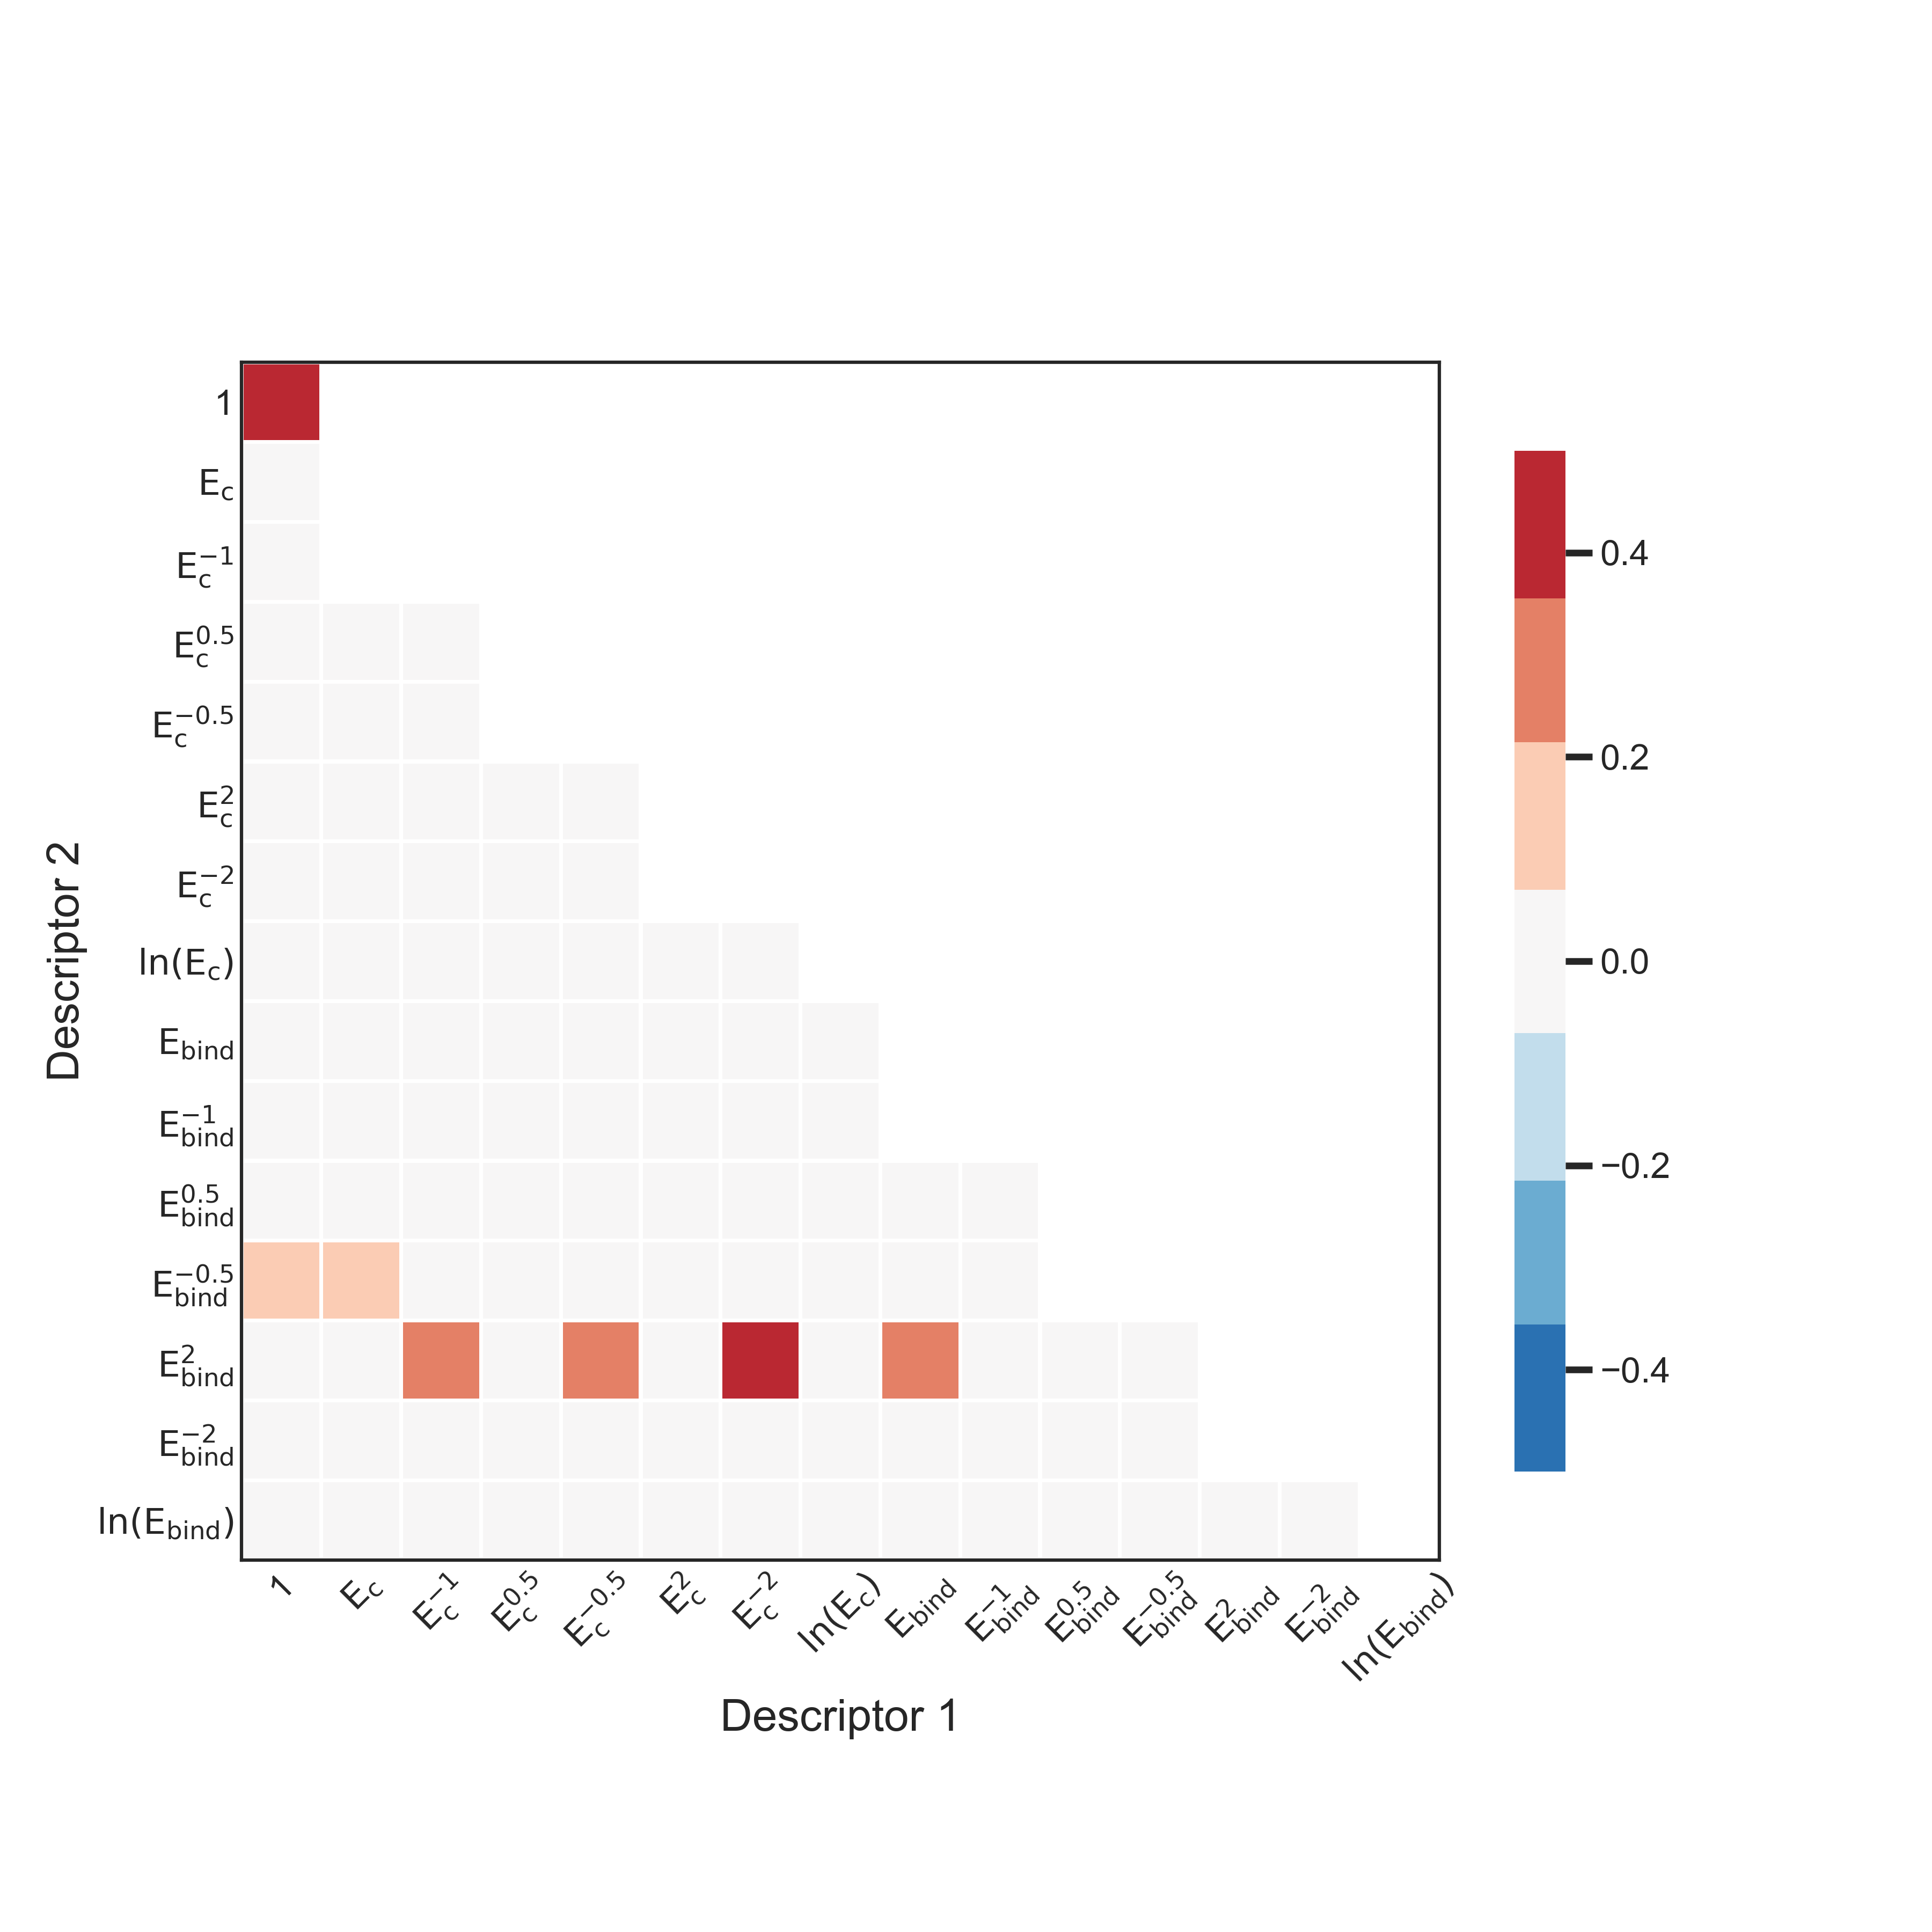 1
E_c
E_c^−1
E_c^0.5
E_c^−0.5
E_c^2
E_c^−2
ln(E_c)
E_bind
E_bind^−1
E_bind^0.5
E_bind^−0.5
E_bind^2
E_bind^−2
ln(E_bind)
Descriptor 2
1 E_c E_c^−1 E_c^0.5 E_c^−0.5 E_c^2 E_c^−2 ln(E_c) E_bind E_bind^−1 E_bind^0.5 E_bind^−0.5 E_bind^2 E_bind^−2 ln(E_bind)
Descriptor 1
0.4
0.2
0.0
−0.2
−0.4